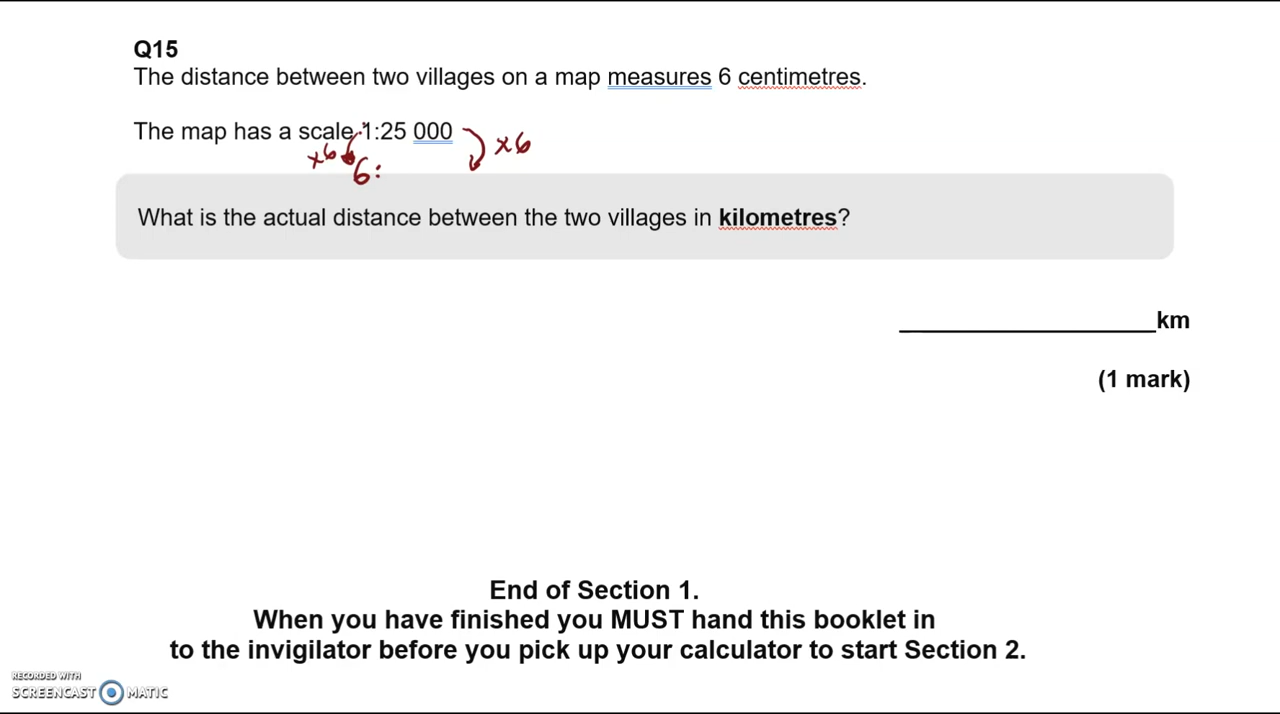 Q15
The distance between two villages on a map measures 6 centimetres.
The map has a scale 1:25 000
×6
×6
6:
What is the actual distance between the two villages in kilometres?
km
(1 mark)
End of Section 1.
When you have finished you MUST hand this booklet in
to the invigilator before you pick up your calculator to start Section 2.
RECORDED WITH
SCREENCAST MATIC